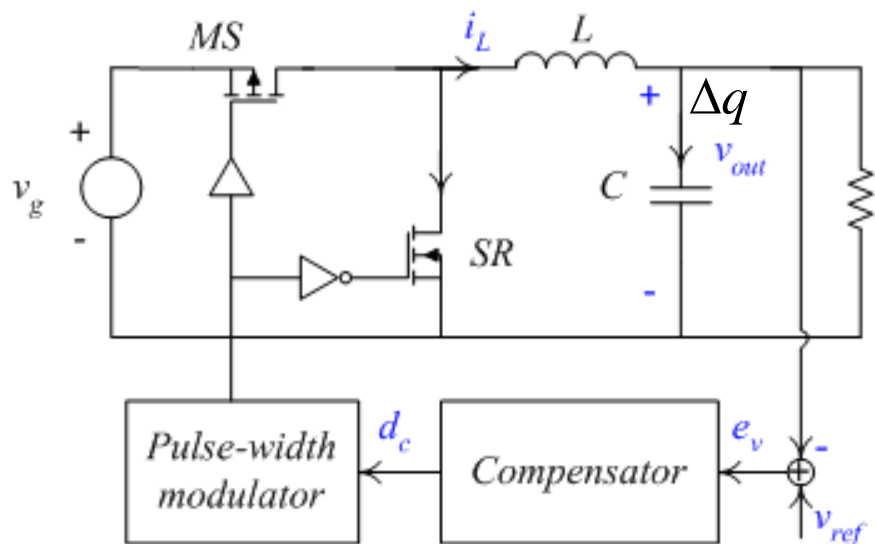 MS
i_L
L
+
Δq
+
v_g
-
C
v_out
SR
-
Pulse-width
modulator
d_c
Compensator
e_v
-
+
v_ref